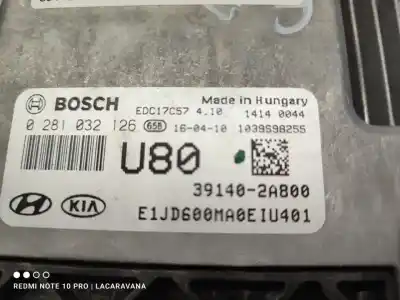 BOSCH
EDC17C57 4.10
Made in Hungary
1414 0044
0 281 032 126 658 16-04-10 1039S98255
U80
39140-2A800
KIA
E1JD600MA0EIU401
REDMI NOTE 10 PRO | LACARAVANA